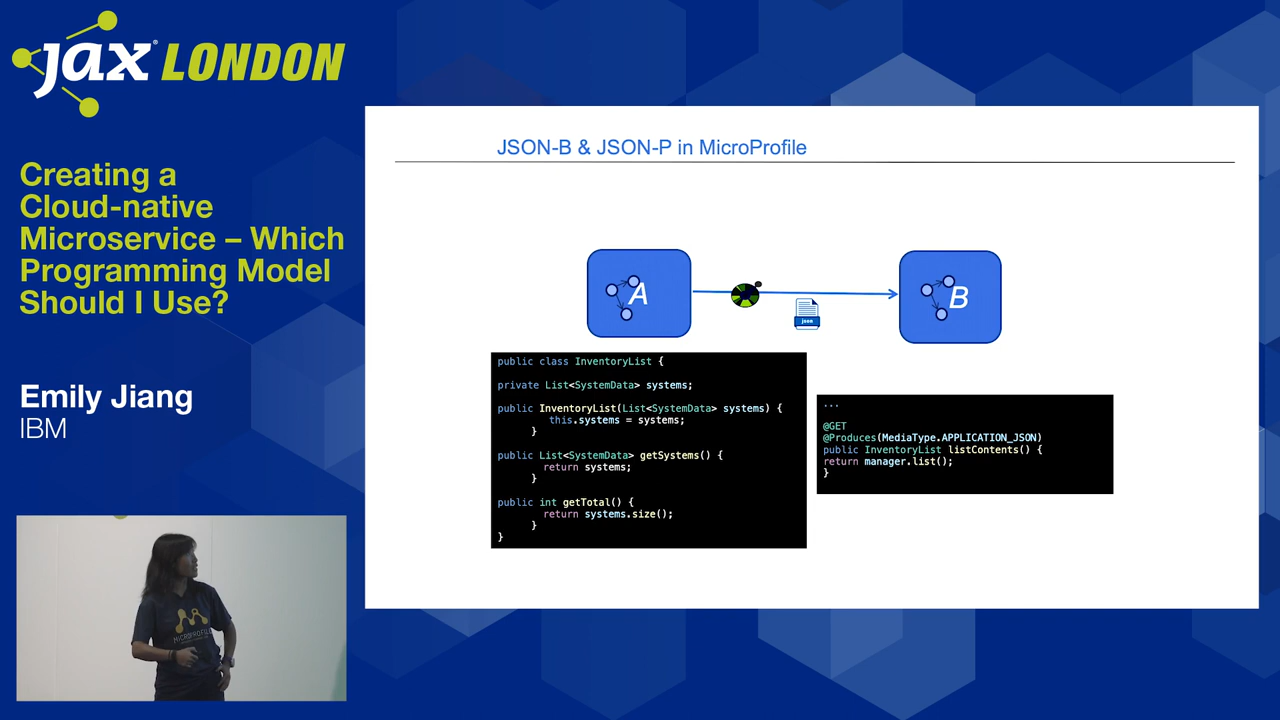 jax LONDON
Creating a
Cloud-native
Microservice – Which
Programming Model
Should I Use?
Emily Jiang
IBM
JSON-B & JSON-P in MicroProfile
A
B
json
public class InventoryList {
private List<SystemData> systems;
public InventoryList(List<SystemData> systems) {
this.systems = systems;
}
public List<SystemData> getSystems() {
return systems;
}
public int getTotal() {
return systems.size();
}
}
...
@GET
@Produces(MediaType.APPLICATION_JSON)
public InventoryList listContents() {
return manager.list();
}
MICROPROFILE